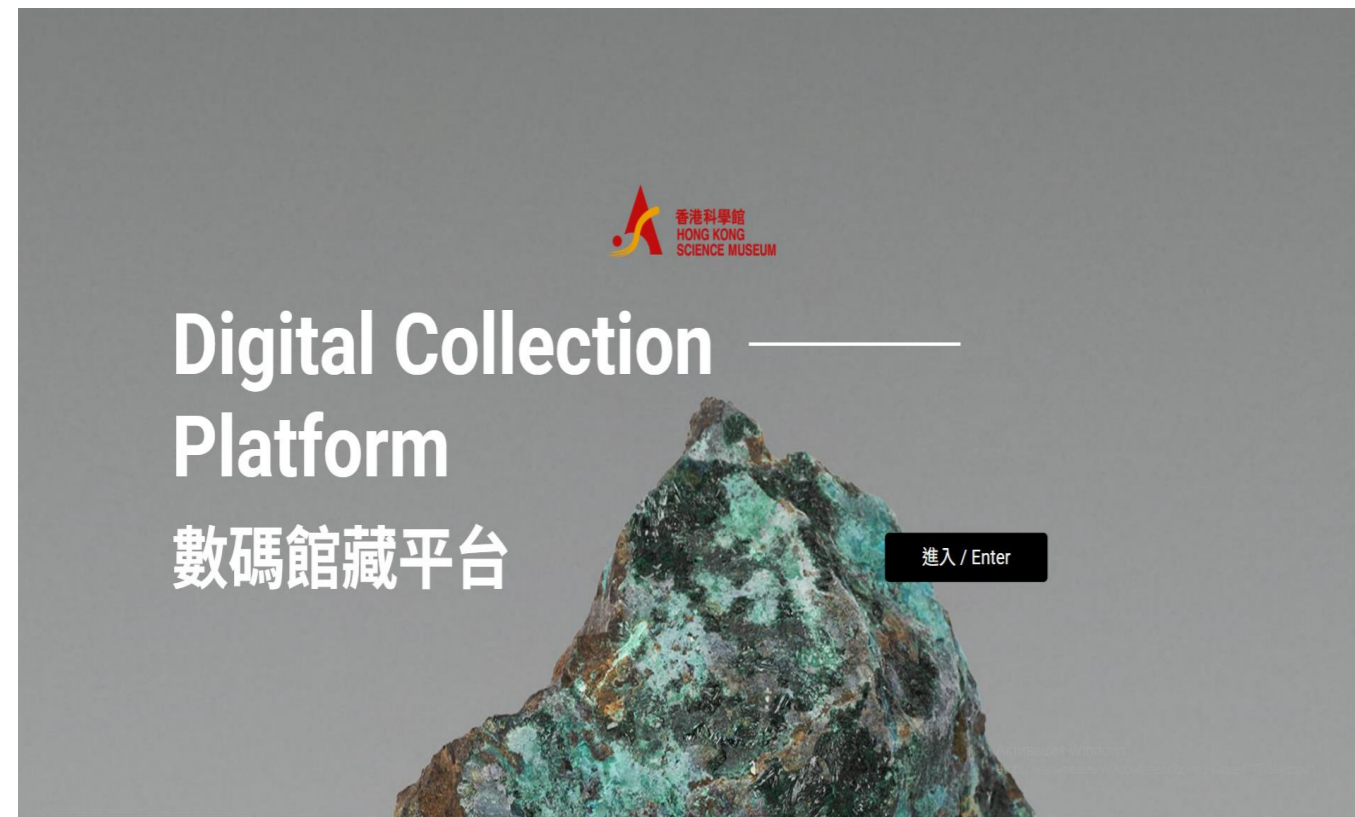 香港科學館
HONG KONG
SCIENCE MUSEUM
Digital Collection
Platform
數碼館藏平台
進入 / Enter